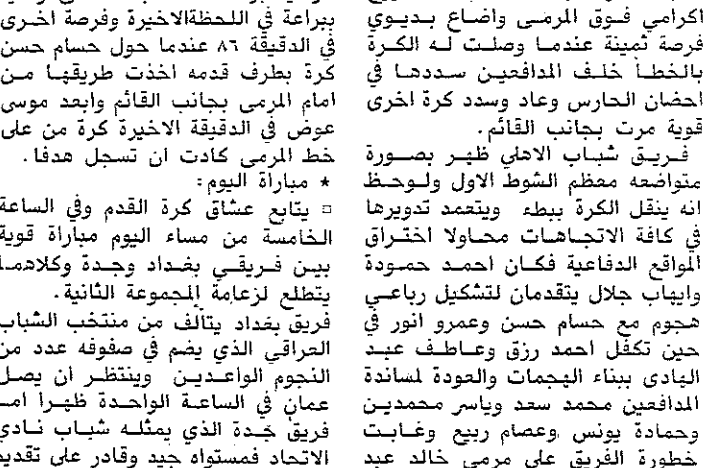 اكرامي فوق المرمى واضاع بديوي
فرصة ثمينة عندما وصلت له الكرة
بالخطأ خلف المدافعين سددها في
احضان الحارس وعاد وسدد كرة اخرى
قوية مرت بجانب القائم.
فريق شباب الاهلي ظهر بصورة
متواضعه معظم الشوط الاول ولوحظ
انه ينقل الكرة ببطء ويتعمد تدويرها
في كافة الاتجاهات محاولا اختراق
المواقع الدفاعية فكان احمد حمودة
وايهاب جلال يتقدمان لتشكيل رباعي
هجوم مع حسام حسن وعمرو انور في
حين تكفل احمد رزق وعاطف عبد
الهادى ببناء الهجمات والعودة لمساندة
المدافعين محمد سعد وياسر محمدين
وحمادة يونس وعصام ربيع وغابت
خطورة الفريق على مرمى خالد عبد
ببراعة في اللحظةالاخيرة وفرصة اخرى
في الدقيقة ٨٦ عندما حول حسام حسن
كرة بطرف قدمه اخذت طريقها من
امام المرمى بجانب القائم وابعد موسى
عوض في الدقيقة الاخيرة كرة من على
خط المرمى كادت ان تسجل هدفا.
* مباراة اليوم:
□ يتابع عشاق كرة القدم وفي الساعة
الخامسة من مساء اليوم مباراة قوية
بين فريقي بغداد وجدة وكلاهما
يتطلع لزعامة المجموعة الثانية.
فريق بغداد يتألف من منتخب الشباب
العراقي الذي يضم في صفوفه عدد من
النجوم الواعدين وينتظر ان يصل
عمان في الساعة الواحدة ظهرا اما
فريق جدة الذي يمثله شباب نادي
الاتحاد فمستواه جيد وقادر على تقديم